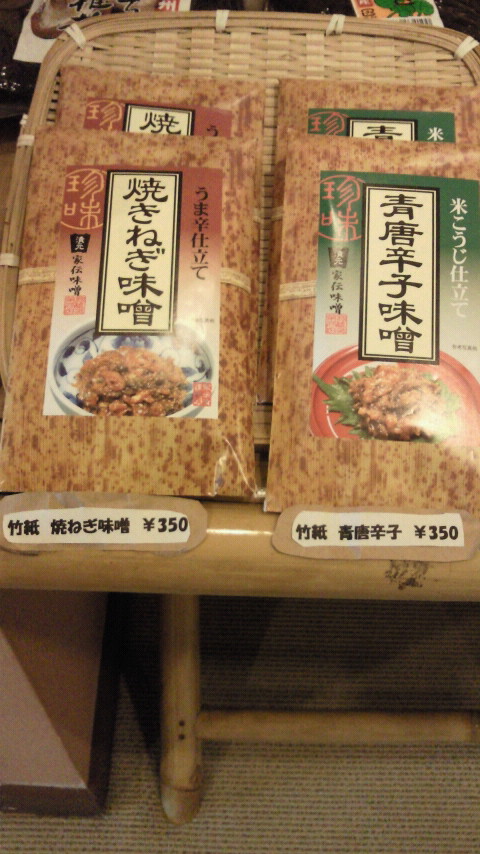 州
珍
焼
う
青
米
珍味
焼きねぎ味噌
うま辛仕立て
家伝味噌
珍味
青唐辛子味噌
米こうじ仕立て
家伝味噌
竹紙 焼ねぎ味噌 ¥350
竹紙 青唐辛子 ¥350